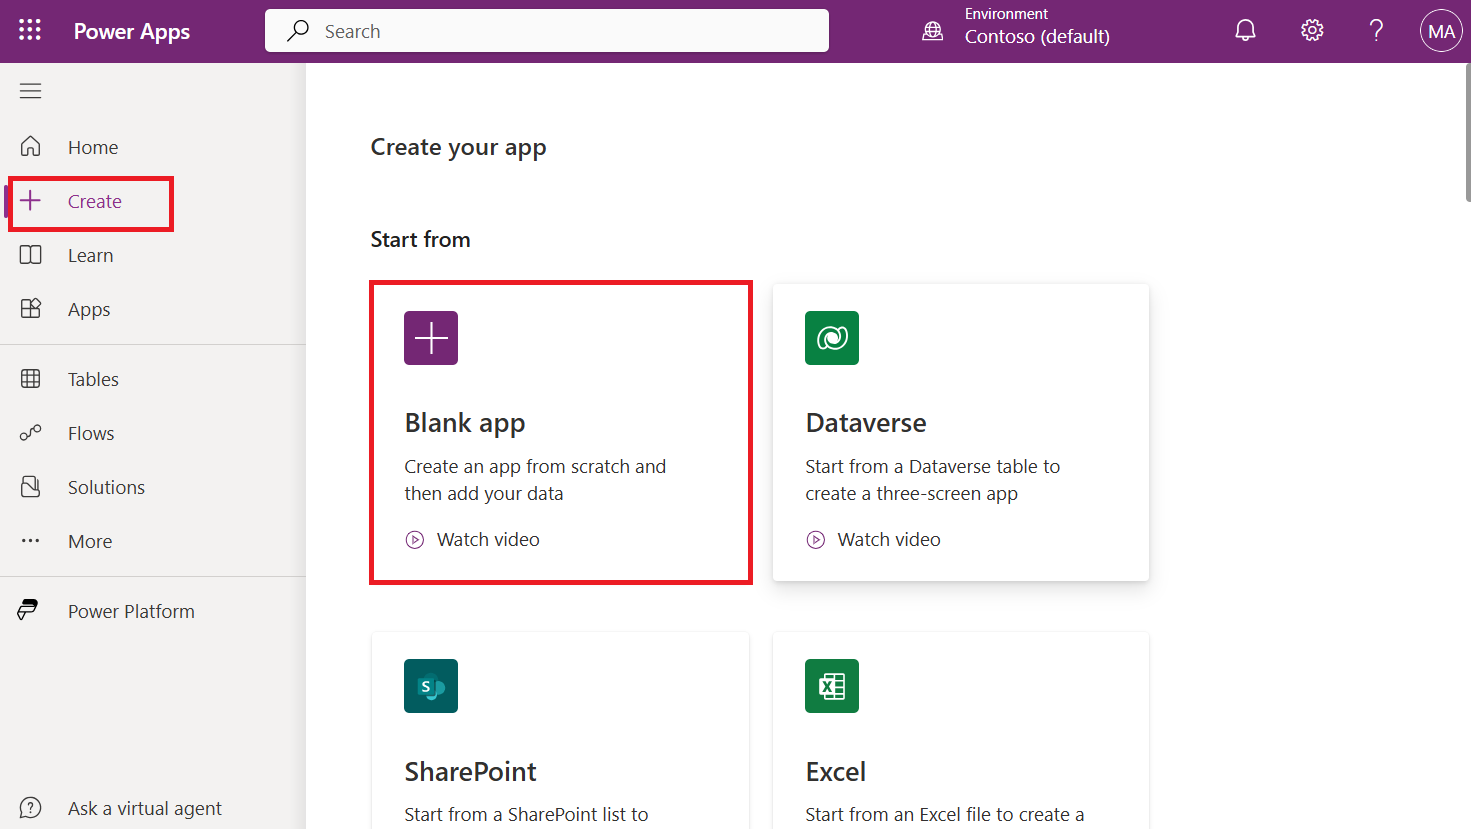 Power Apps
Search
Environment
Contoso (default)
MA
Home
Create
Learn
Apps
Tables
Flows
Solutions
More
Power Platform
Ask a virtual agent
Create your app
Start from
Blank app
Create an app from scratch and
then add your data
Watch video
Dataverse
Start from a Dataverse table to
create a three-screen app
Watch video
SharePoint
Start from a SharePoint list to
Excel
Start from an Excel file to create a